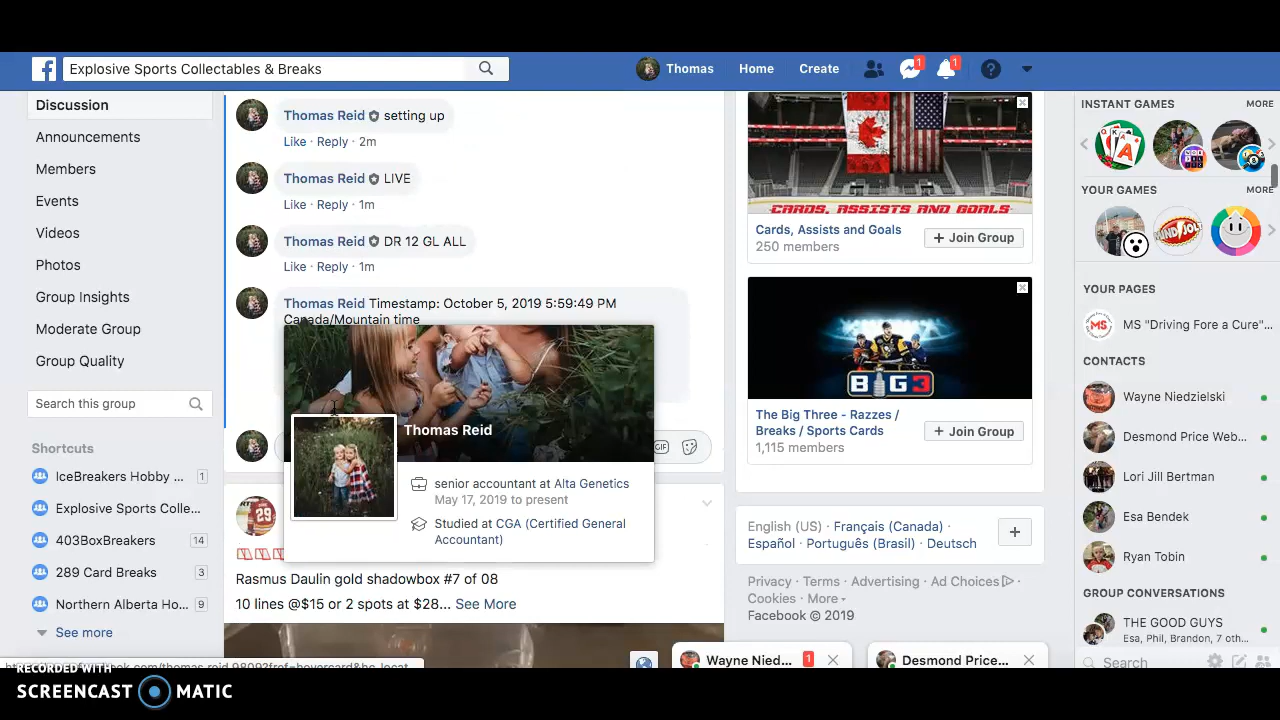 Explosive Sports Collectables & Breaks
Thomas
Home
Create
1
1
Discussion
Announcements
Members
Events
Videos
Photos
Group Insights
Moderate Group
Group Quality
Search this group
Shortcuts
IceBreakers Hobby ... 1
Explosive Sports Colle...
403BoxBreakers 14
289 Card Breaks 3
Northern Alberta Ho... 9
See more
Thomas Reid setting up
Like · Reply · 2m
Thomas Reid LIVE
Like · Reply · 1m
Thomas Reid DR 12 GL ALL
Like · Reply · 1m
Thomas Reid Timestamp: October 5, 2019 5:59:49 PM
Canada/Mountain time
Thomas Reid
senior accountant at Alta Genetics
May 17, 2019 to present
Studied at CGA (Certified General
Accountant)
GIF
29
Rasmus Daulin gold shadowbox #7 of 08
10 lines @$15 or 2 spots at $28... See More
CARDS, ASSISTS AND GOALS
Cards, Assists and Goals
250 members
+ Join Group
BIG3
The Big Three - Razzes /
Breaks / Sports Cards
1,115 members
+ Join Group
English (US) · Français (Canada) ·
Español · Português (Brasil) · Deutsch
Privacy · Terms · Advertising · Ad Choices ·
Cookies · More
Facebook © 2019
INSTANT GAMES MORE
YOUR GAMES MORE
YOUR PAGES
MS "Driving Fore a Cure"...
CONTACTS
Wayne Niedzielski
Desmond Price Web...
Lori Jill Bertman
Esa Bendek
Ryan Tobin
GROUP CONVERSATIONS
THE GOOD GUYS
Esa, Phil, Brandon, 7 oth...
Search
Wayne Nied... 1
Desmond Price...
RECORDED WITH
SCREENCAST MATIC